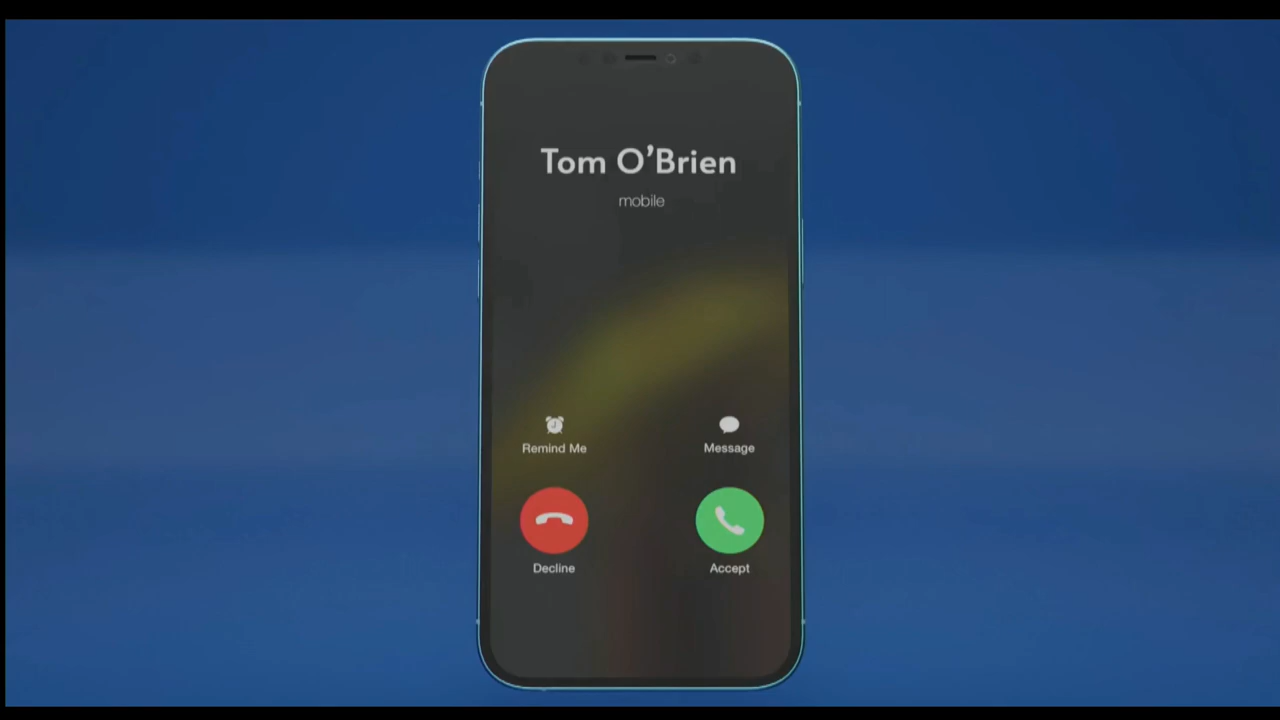 Tom O’Brien
mobile
Remind Me
Message
Decline
Accept